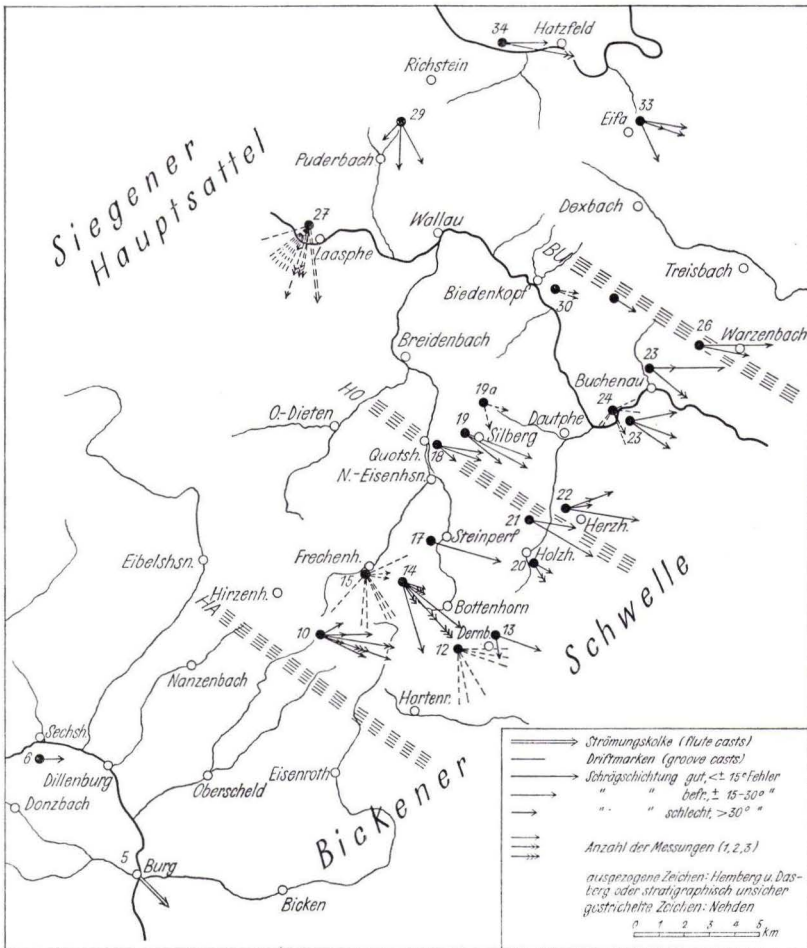 34
Hatzfeld
Richstein
29
33
Eifa
Puderbach
Siegener
Hauptsattel
27
Laasphe
Wallau
Dexbach
Treisbach
BU
Biedenkopf
30
26
Warzenbach
Breidenbach
23
Buchenau
HO
19a
24
O.-Dieten
19
Silberg
Dautphe
23
Quotsh.
18
N.-Eisenhsn.
22
21
Herzh.
17
Steinperf
Eibelshsn.
Frechenh.
20
Holzh.
15
14
Hirzenh.
Bottenhorn
HA
10
Dernb.
13
12
Schwelle
Nanzenbach
Hartenr.
Sechsh.
6
Dillenburg
Oberscheld
Eisenroth
Donzbach
Bickener
5
Burg
Bicken
Strömungskolke (flute casts)
Driftmarken (groove casts)
Schrägschichtung gut, <± 15° Fehler
" " befr., ± 15-30° "
" " schlecht, >30° "
Anzahl der Messungen (1, 2, 3)
ausgezogene Zeichen: Hemberg u. Das-
berg oder stratigraphisch unsicher
gestrichelte Zeichen: Nehden
0 1 2 3 4 5
km